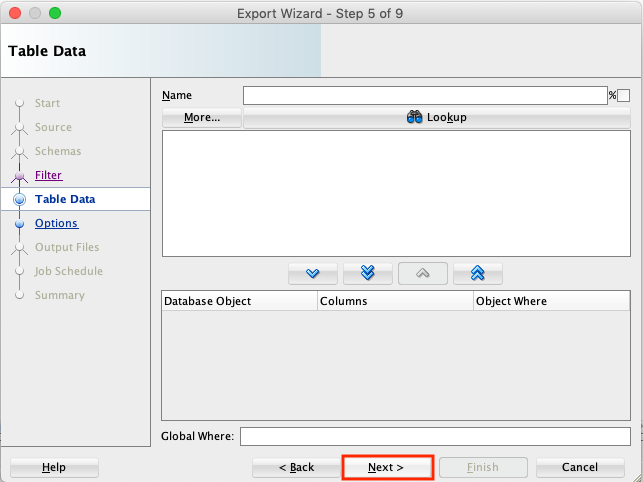 Export Wizard - Step 5 of 9
Table Data
Start
Source
Schemas
Filter
Table Data
Options
Output Files
Job Schedule
Summary
Name %
More... Lookup
Database Object Columns Object Where
Global Where:
Help < Back Next > Finish Cancel